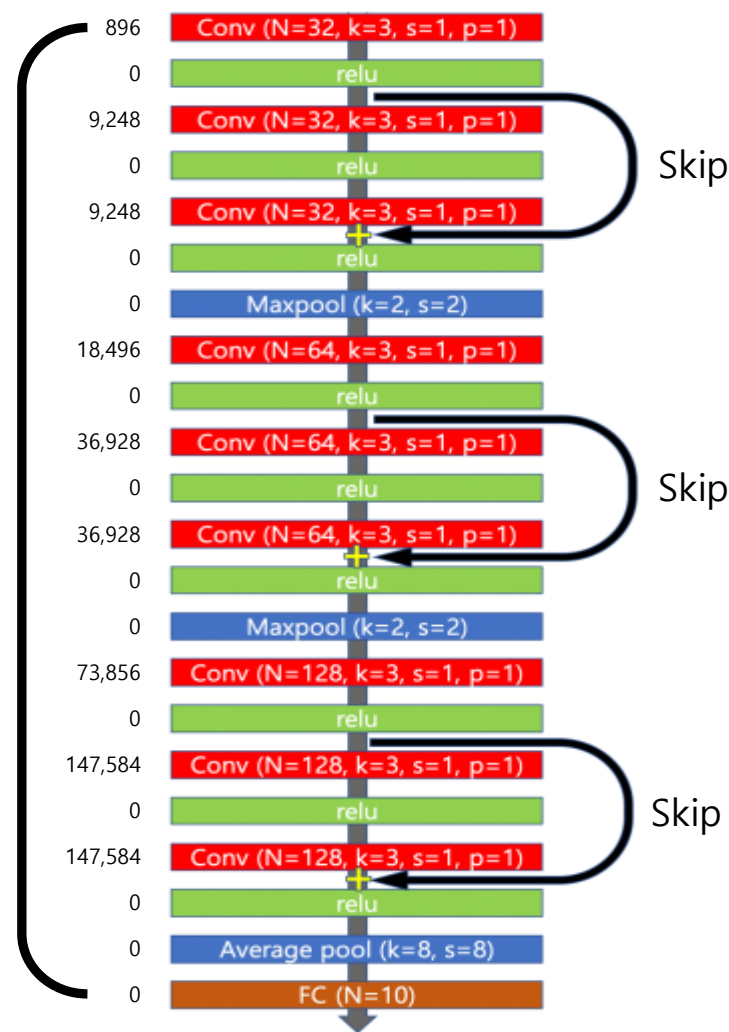 896 Conv (N=32, k=3, s=1, p=1)
0 relu
9,248 Conv (N=32, k=3, s=1, p=1)
0 relu
Skip
9,248 Conv (N=32, k=3, s=1, p=1)
+
0 relu
0 Maxpool (k=2, s=2)
18,496 Conv (N=64, k=3, s=1, p=1)
0 relu
36,928 Conv (N=64, k=3, s=1, p=1)
0 relu
Skip
36,928 Conv (N=64, k=3, s=1, p=1)
+
0 relu
0 Maxpool (k=2, s=2)
73,856 Conv (N=128, k=3, s=1, p=1)
0 relu
147,584 Conv (N=128, k=3, s=1, p=1)
0 relu
Skip
147,584 Conv (N=128, k=3, s=1, p=1)
+
0 relu
0 Average pool (k=8, s=8)
0 FC (N=10)